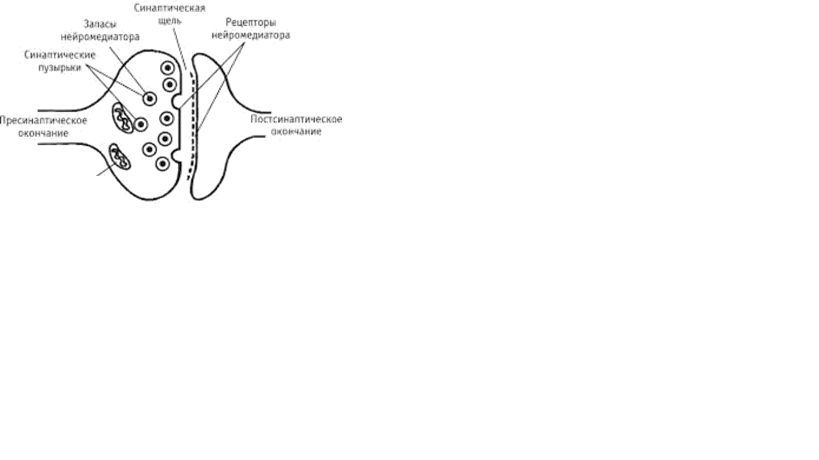 Синаптическая
щель
Запасы
нейромедиатора
Рецепторы
нейромедиатора
Синаптические
пузырьки
Пресинаптическое
окончание
Постсинаптическое
окончание